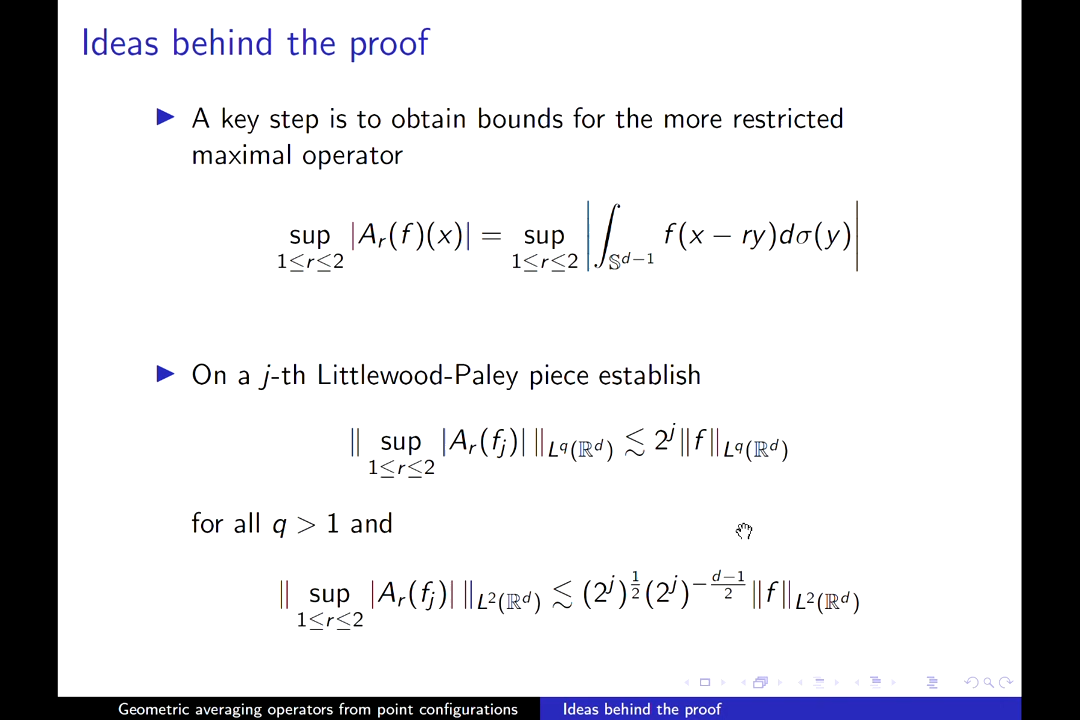 Ideas behind the proof
▶ A key step is to obtain bounds for the more restricted
maximal operator
sup_{1≤r≤2} |A_r(f)(x)| = sup_{1≤r≤2} |∫_{𝕊^{d−1}} f(x − ry)dσ(y)|
▶ On a j-th Littlewood-Paley piece establish
‖ sup_{1≤r≤2} |A_r(f_j)| ‖_{L^q(ℝ^d)} ≲ 2^j ‖f‖_{L^q(ℝ^d)}
for all q > 1 and
‖ sup_{1≤r≤2} |A_r(f_j)| ‖_{L^2(ℝ^d)} ≲ (2^j)^{1/2} (2^j)^{−(d−1)/2} ‖f‖_{L^2(ℝ^d)}
Geometric averaging operators from point configurations
Ideas behind the proof